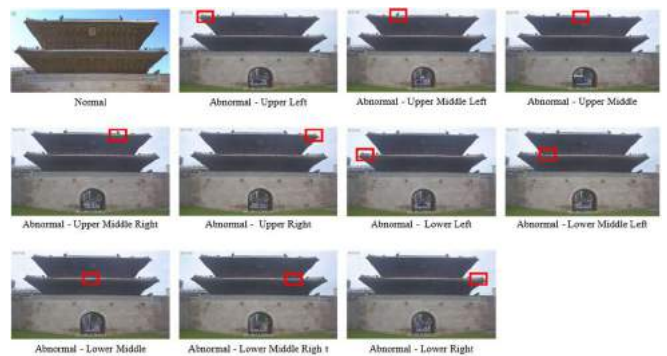 Normal
Abnormal - Upper Left
Abnormal - Upper Middle Left
Abnormal - Upper Middle
Abnormal - Upper Middle Right
Abnormal - Upper Right
Abnormal - Lower Left
Abnormal - Lower Middle Left
Abnormal - Lower Middle
Abnormal - Lower Middle Righ t
Abnormal - Lower Right